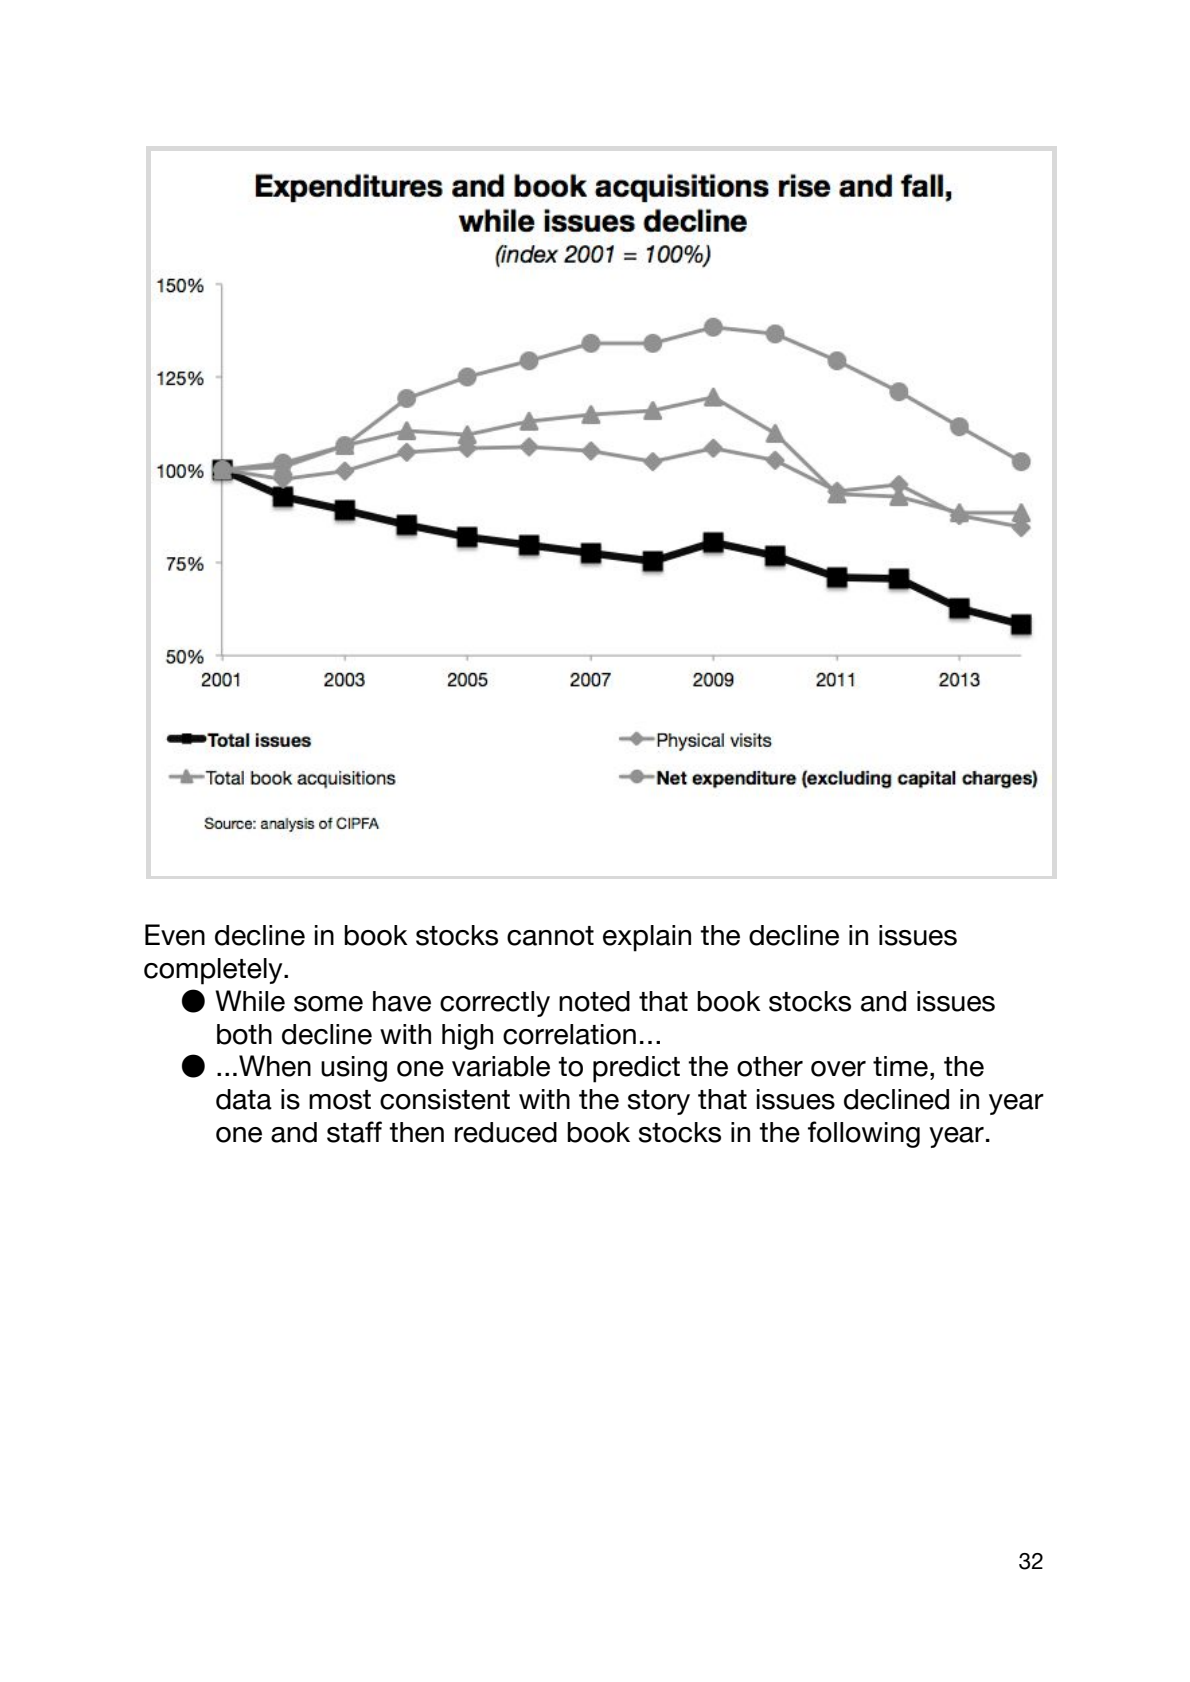 Expenditures and book acquisitions rise and fall,
while issues decline
(index 2001 = 100%)
150%
125%
100%
75%
50%
2001 2003 2005 2007 2009 2011 2013
Total issues
Physical visits
Total book acquisitions
Net expenditure (excluding capital charges)
Source: analysis of CIPFA
Even decline in book stocks cannot explain the decline in issues
completely.
● While some have correctly noted that book stocks and issues
both decline with high correlation...
● ...When using one variable to predict the other over time, the
data is most consistent with the story that issues declined in year
one and staff then reduced book stocks in the following year.
32